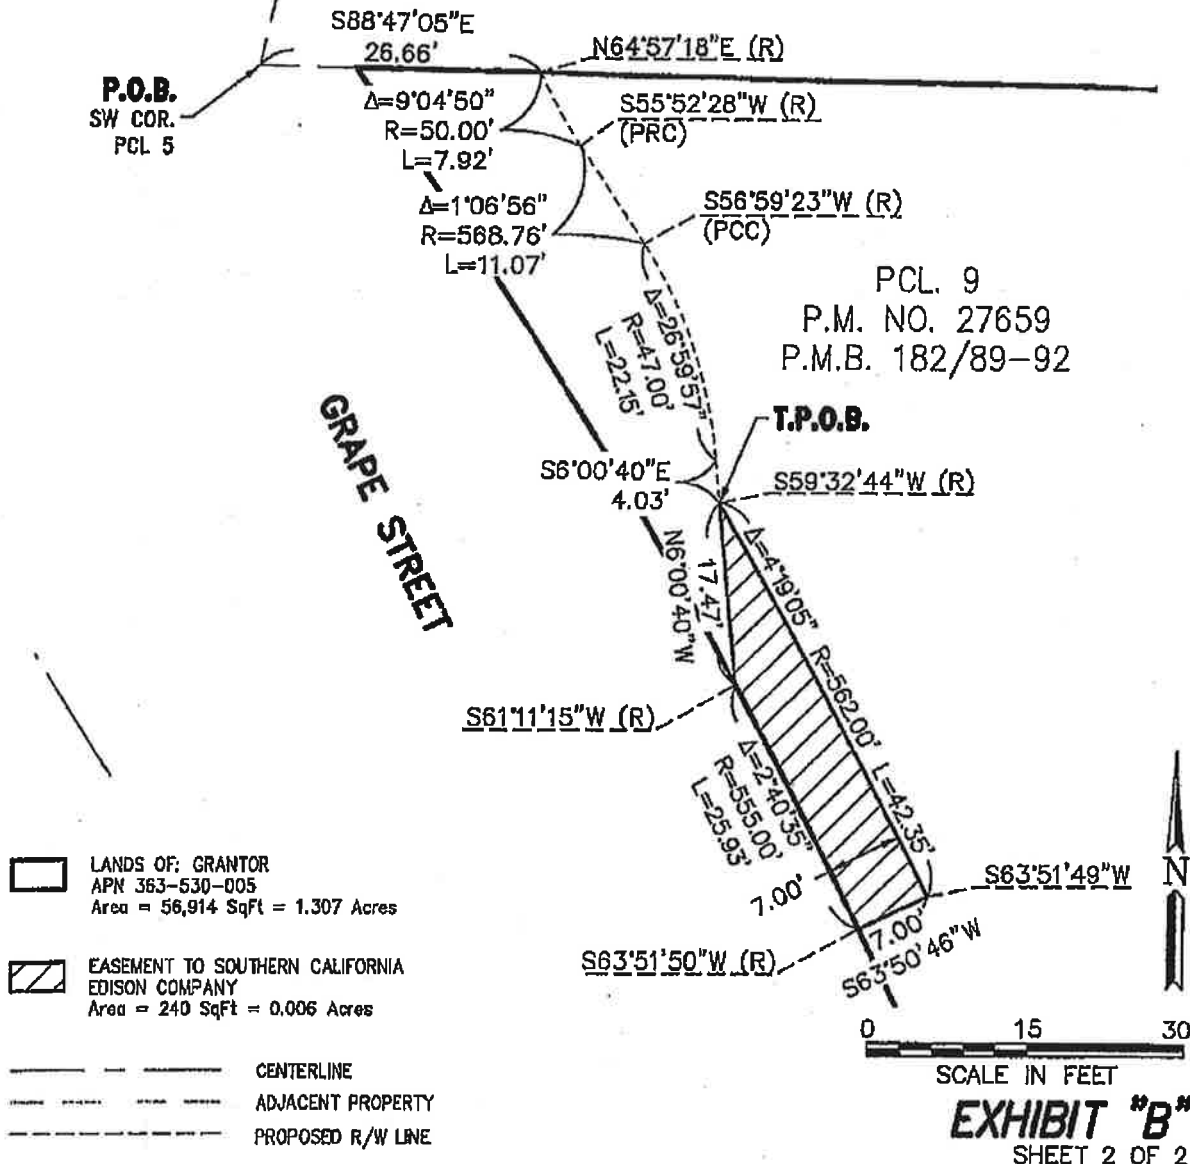 S88°47'05"E
26.66'
N64°57'18"E (R)
P.O.B.
SW COR.
PCL 5
Δ=9°04'50"
R=50.00'
L=7.92'
S55°52'28"W (R)
(PRC)
Δ=1°06'56"
R=568.76'
L=11.07'
S56°59'23"W (R)
(PCC)
PCL. 9
P.M. NO. 27659
P.M.B. 182/89-92
Δ=26°59'57"
R=47.00'
L=22.15'
T.P.O.B.
GRAPE STREET
S6°00'40"E
4.03'
S59°32'44"W (R)
N6°00'40"W
17.47'
Δ=4°19'05"
R=562.00'
L=42.35'
S61°11'15"W (R)
Δ=2°40'35"
R=555.00'
L=25.93'
7.00'
S63°51'49"W
7.00'
S63°50'46"W
S63°51'50"W (R)
N
LANDS OF: GRANTOR
APN 363-530-005
Area = 56,914 SqFt = 1.307 Acres
EASEMENT TO SOUTHERN CALIFORNIA
EDISON COMPANY
Area = 240 SqFt = 0.006 Acres
CENTERLINE
ADJACENT PROPERTY
PROPOSED R/W LINE
0 15 30
SCALE IN FEET
EXHIBIT "B"
SHEET 2 OF 2